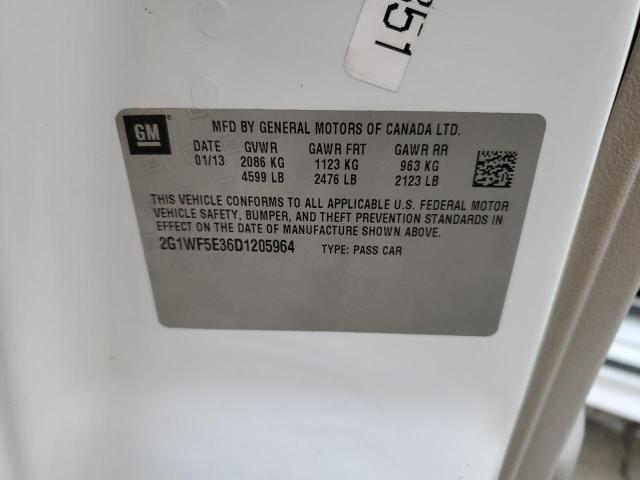 351
GM
MFD BY GENERAL MOTORS OF CANADA LTD.
DATE GVWR GAWR FRT GAWR RR
01/13 2086 KG 1123 KG 963 KG
4599 LB 2476 LB 2123 LB
THIS VEHICLE CONFORMS TO ALL APPLICABLE U.S. FEDERAL MOTOR
VEHICLE SAFETY, BUMPER, AND THEFT PREVENTION STANDARDS IN
EFFECT ON THE DATE OF MANUFACTURE SHOWN ABOVE.
2G1WF5E36D1205964 TYPE: PASS CAR